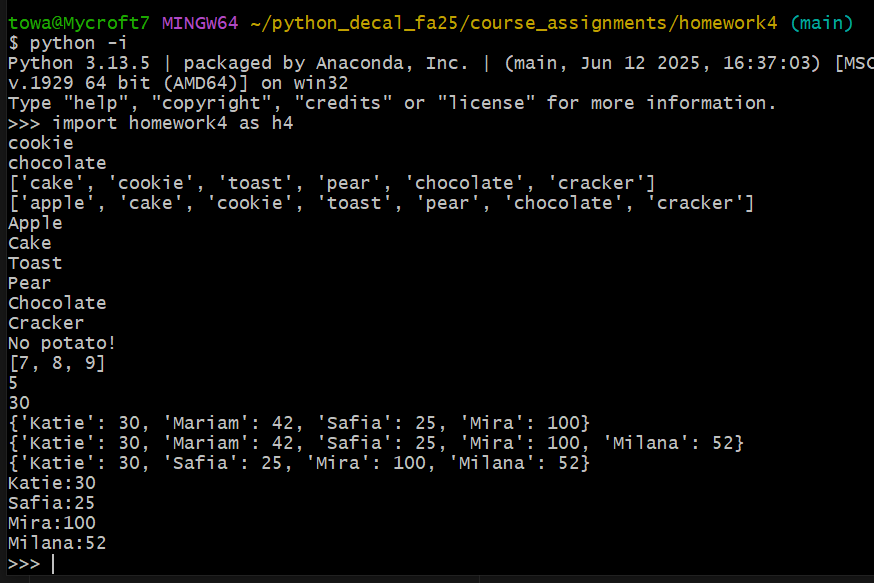 towa@Mycroft7 MINGW64 ~/python_decal_fa25/course_assignments/homework4 (main)
$ python -i
Python 3.13.5 | packaged by Anaconda, Inc. | (main, Jun 12 2025, 16:37:03) [MSC
v.1929 64 bit (AMD64)] on win32
Type "help", "copyright", "credits" or "license" for more information.
>>> import homework4 as h4
cookie
chocolate
['cake', 'cookie', 'toast', 'pear', 'chocolate', 'cracker']
['apple', 'cake', 'cookie', 'toast', 'pear', 'chocolate', 'cracker']
Apple
Cake
Toast
Pear
Chocolate
Cracker
No potato!
[7, 8, 9]
5
30
{'Katie': 30, 'Mariam': 42, 'Safia': 25, 'Mira': 100}
{'Katie': 30, 'Mariam': 42, 'Safia': 25, 'Mira': 100, 'Milana': 52}
{'Katie': 30, 'Safia': 25, 'Mira': 100, 'Milana': 52}
Katie:30
Safia:25
Mira:100
Milana:52
>>>